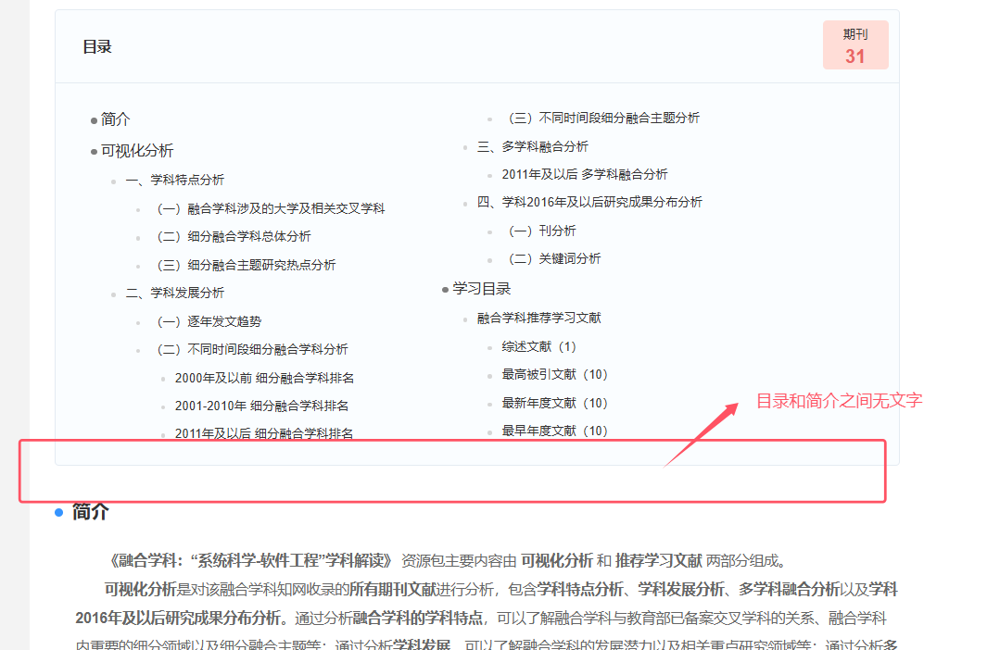 目录
期刊
31
简介
可视化分析
一、学科特点分析
（一）融合学科涉及的大学及相关交叉学科
（二）细分融合学科总体分析
（三）细分融合主题研究热点分析
二、学科发展分析
（一）逐年发文趋势
（二）不同时间段细分融合学科分析
2000年及以前 细分融合学科排名
2001-2010年 细分融合学科排名
2011年及以后 细分融合学科排名
（三）不同时间段细分融合主题分析
三、多学科融合分析
2011年及以后 多学科融合分析
四、学科2016年及以后研究成果分布分析
（一）刊分析
（二）关键词分析
学习目录
融合学科推荐学习文献
综述文献（1）
最高被引文献（10）
最新年度文献（10）
最早年度文献（10）
目录和简介之间无文字
简介
《融合学科：“系统科学-软件工程”学科解读》 资源包主要内容由 可视化分析 和 推荐学习文献 两部分组成。
可视化分析是对该融合学科知网收录的所有期刊文献进行分析，包含学科特点分析、学科发展分析、多学科融合分析以及学科
2016年及以后研究成果分布分析。通过分析融合学科的学科特点，可以了解融合学科与教育部已备案交叉学科的关系、融合学科
内重要的细分领域以及细分融合主题等；通过分析学科发展，可以了解融合学科的发展潜力以及相关重点研究领域等；通过分析多